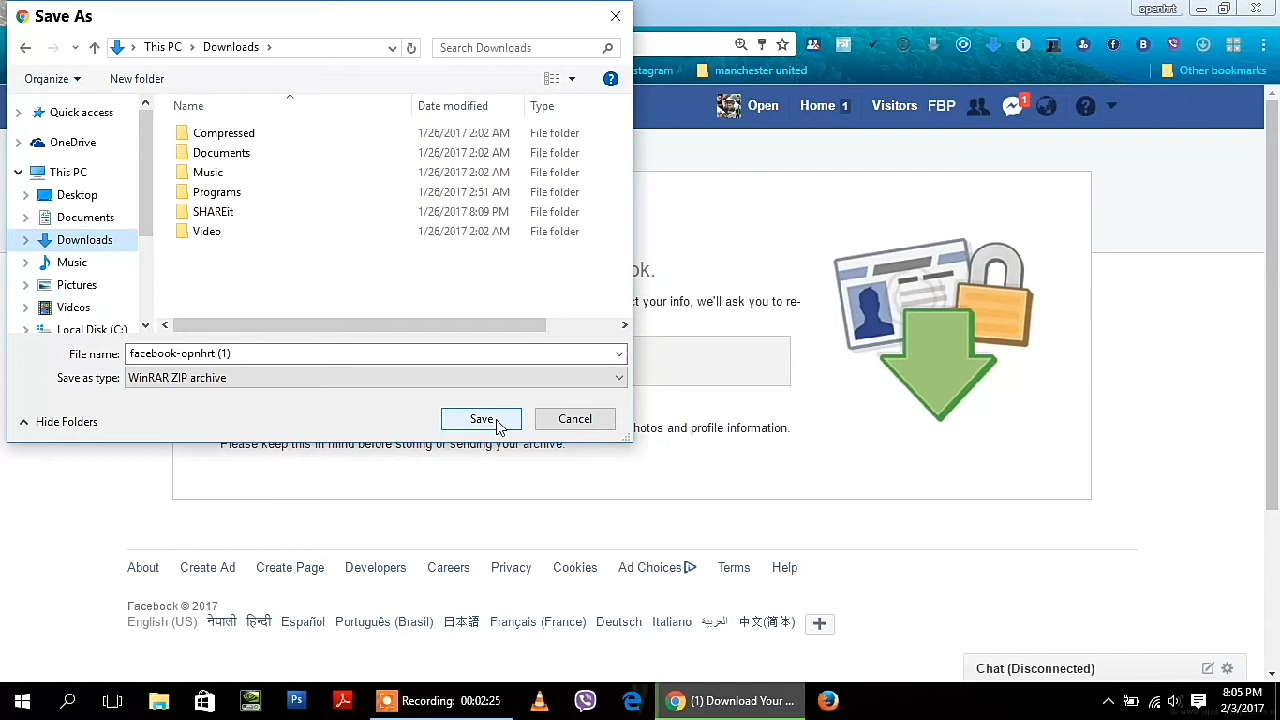 Save As
openhrt
This PC
Downloads
Search Downloads
Organize
New folder
stagram A
manchester united
Other bookmarks
Quick access
OneDrive
This PC
Desktop
Documents
Downloads
Music
Pictures
Videos
Local Disk (C:)
Name Date modified Type
Compressed 1/26/2017 2:02 AM File folder
Documents 1/26/2017 2:02 AM File folder
Music 1/26/2017 2:02 AM File folder
Programs 1/26/2017 2:51 AM File folder
SHAREit 1/26/2017 8:09 PM File folder
Video 1/26/2017 2:02 AM File folder
File name: facebook-opnhrt (1)
Save as type: WinRAR ZIP archive
Hide Folders
Save
Cancel
Open Home 1 Visitors FBP 1
ok.
ct your info, we'll ask you to re-
hotos and profile information.
Please keep this in mind before storing or sending your archive.
About Create Ad Create Page Developers Careers Privacy Cookies Ad Choices Terms Help
Facebook © 2017
English (US) नेपाली हिन्दी Español Português (Brasil) 日本語 Français (France) Deutsch Italiano العربية 中文(简体)
Chat (Disconnected)
Recording: 00:02:25
(1) Download Your ...
8:05 PM
2/3/2017